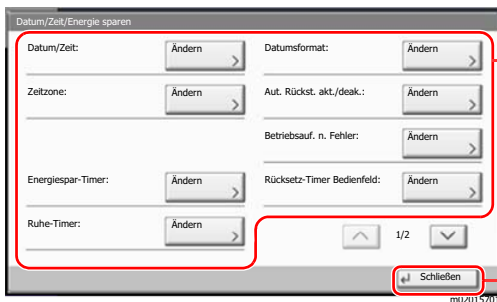 Datum/Zeit/Energie sparen
Datum/Zeit: Ändern Datumsformat: Ändern
Zeitzone: Ändern Aut. Rückst. akt./deak.: Ändern
Betriebsauf. n. Fehler: Ändern
Energiespar-Timer: Ändern Rücksetz-Timer Bedienfeld: Ändern
Ruhe-Timer: Ändern
1/2
Schließen
m02015701